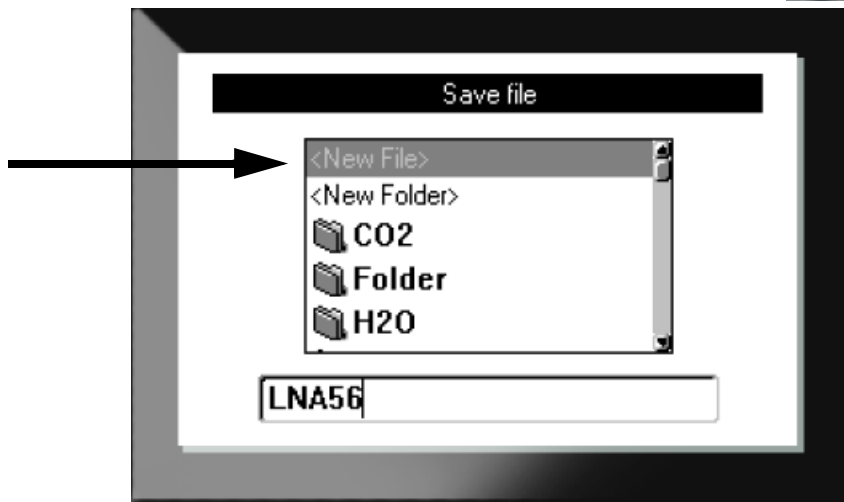 Save file
<New File>
<New Folder>
CO2
Folder
H2O
LNA56